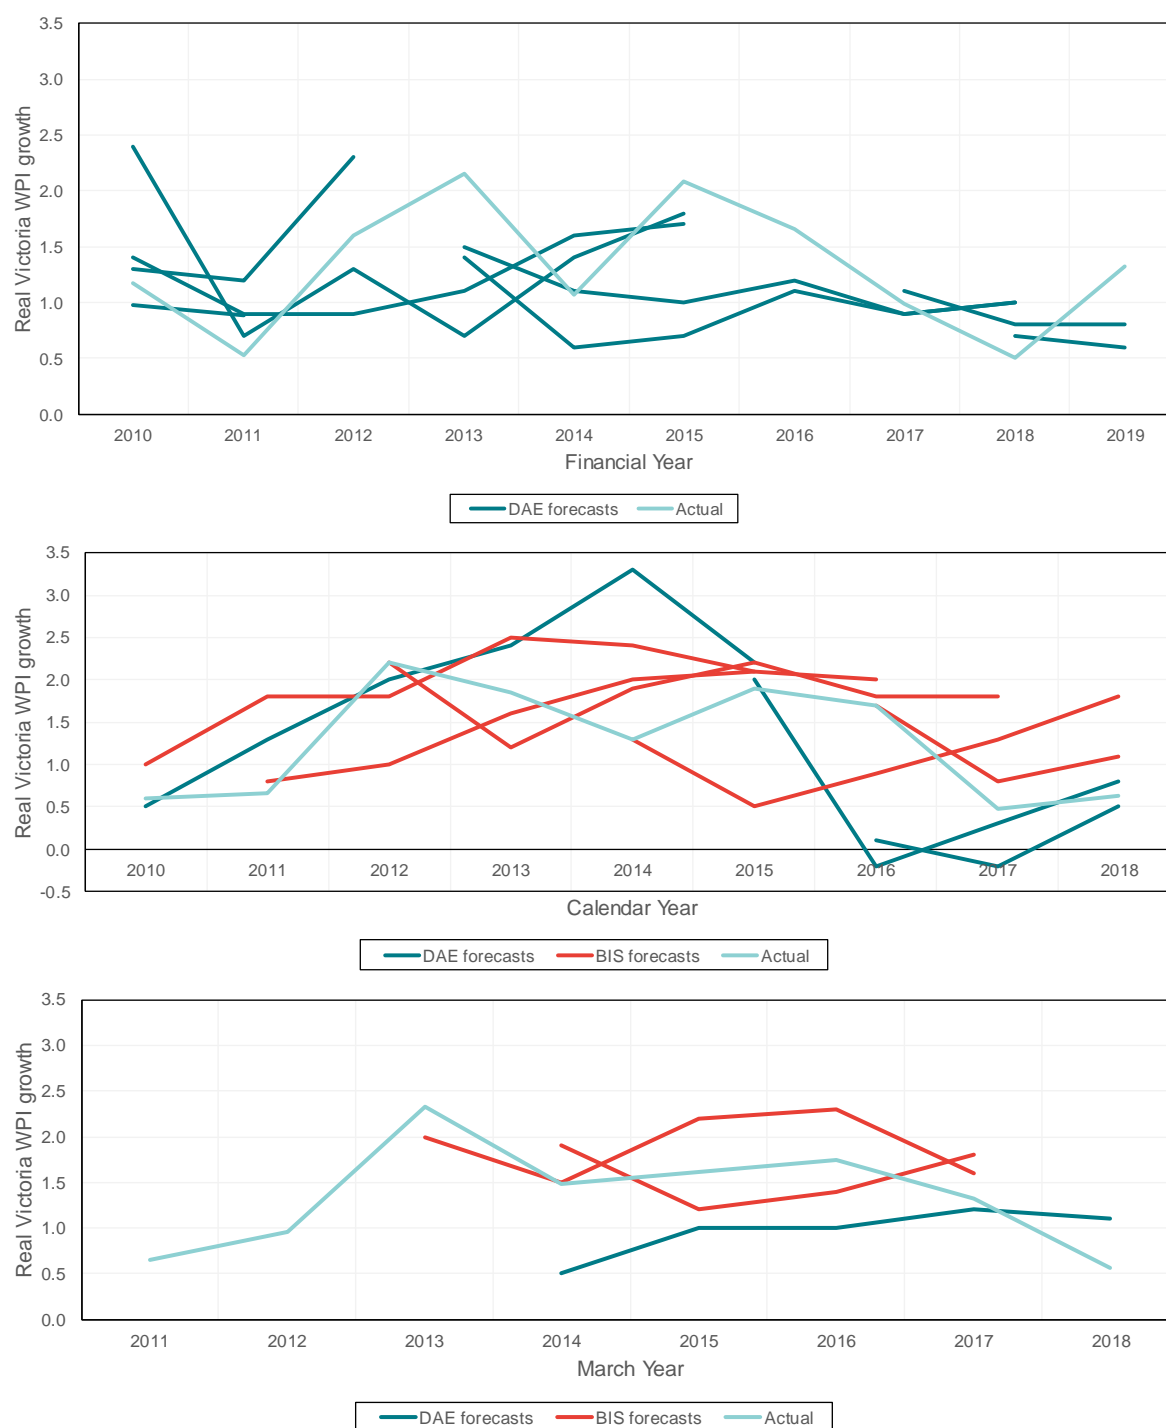 3.5
3.0
2.5
2.0
1.5
1.0
0.5
0.0
Real Victoria WPI growth
2010 2011 2012 2013 2014 2015 2016 2017 2018 2019
Financial Year
DAE forecasts Actual
3.5
3.0
2.5
2.0
1.5
1.0
0.5
0.0
-0.5
Real Victoria WPI growth
2010 2011 2012 2013 2014 2015 2016 2017 2018
Calendar Year
DAE forecasts BIS forecasts Actual
3.5
3.0
2.5
2.0
1.5
1.0
0.5
0.0
Real Victoria WPI growth
2011 2012 2013 2014 2015 2016 2017 2018
March Year
DAE forecasts BIS forecasts Actual